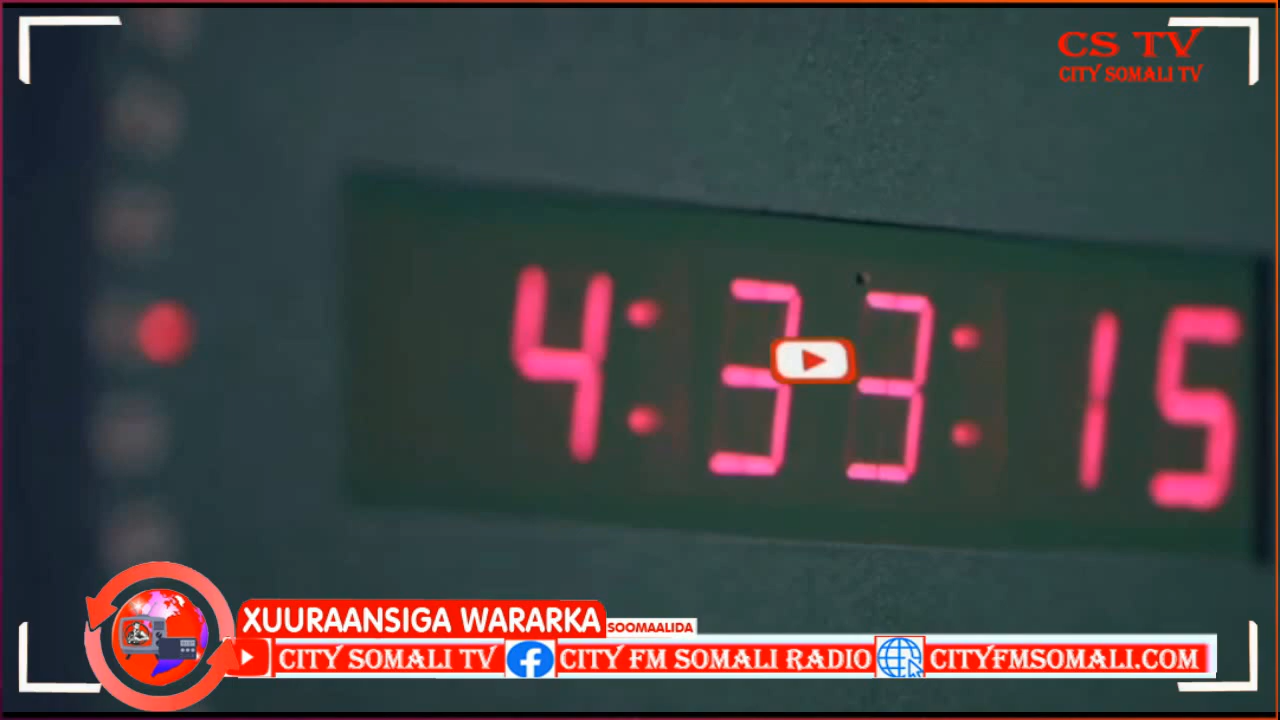 CS TV
CITY SOMALI TV
4:33:15
XUURAANSIGA WARARKA SOOMAALIDA
CITY SOMALI TV CITY FM SOMALI RADIO CITYFMSOMALI.COM